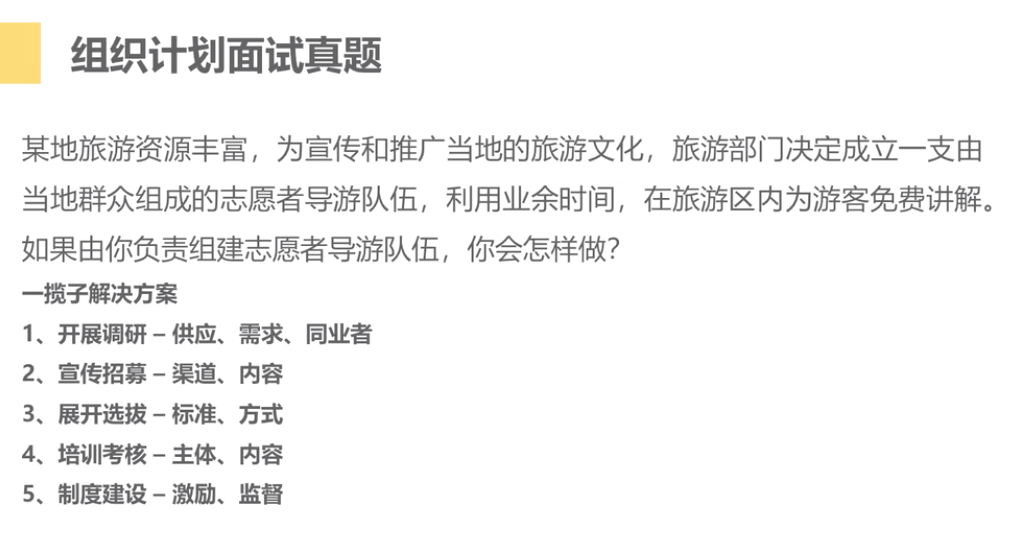 组织计划面试真题
某地旅游资源丰富，为宣传和推广当地的旅游文化，旅游部门决定成立一支由
当地群众组成的志愿者导游队伍，利用业余时间，在旅游区内为游客免费讲解。
如果由你负责组建志愿者导游队伍，你会怎样做？
一揽子解决方案
1、开展调研 – 供应、需求、同业者
2、宣传招募 – 渠道、内容
3、展开选拔 – 标准、方式
4、培训考核 – 主体、内容
5、制度建设 – 激励、监督